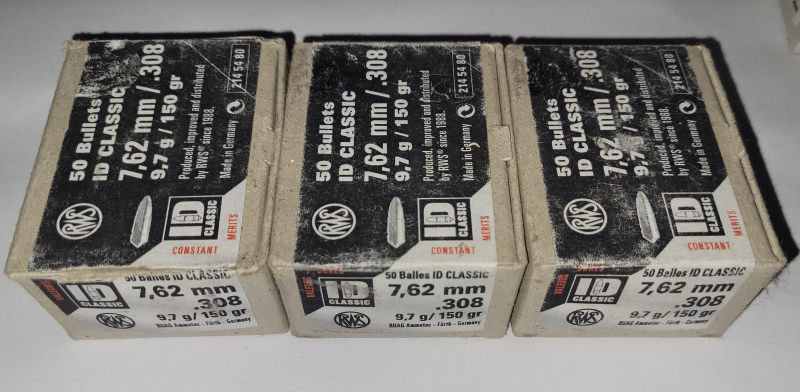 50 Bullets
ID CLASSIC
7,62 mm / .308
9,7 g / 150 gr
Produced, improved and distributed
by RWS® since 1988.
Made in Germany
214 54 80
RWS
ID
CLASSIC
CONSTANT
MERITS
50 Balles ID CLASSIC
ID
CLASSIC
7,62 mm
.308
9,7 g/ 150 gr
RWS
RUAG Ammotec - Fürth - Germany
50 Bullets
ID CLASSIC
7,62 mm / .308
9,7 g / 150 gr
Produced, improved and distributed
by RWS® since 1988.
Made in Germany
214 54 80
RWS
ID
CLASSIC
CONSTANT
MERITS
50 Balles ID CLASSIC
ID
CLASSIC
7,62 mm
.308
9,7 g/ 150 gr
RWS
RUAG Ammotec - Fürth - Germany
50 Bullets
ID CLASSIC
7,62 mm / .308
9,7 g / 150 gr
Produced, improved and distributed
by RWS® since 1988.
Made in Germany
214 54 80
RWS
ID
CLASSIC
CONSTANT
MERITS
50 Balles ID CLASSIC
ID
CLASSIC
7,62 mm
.308
9,7 g/ 150 gr
RWS
RUAG Ammotec - Fürth - Germany